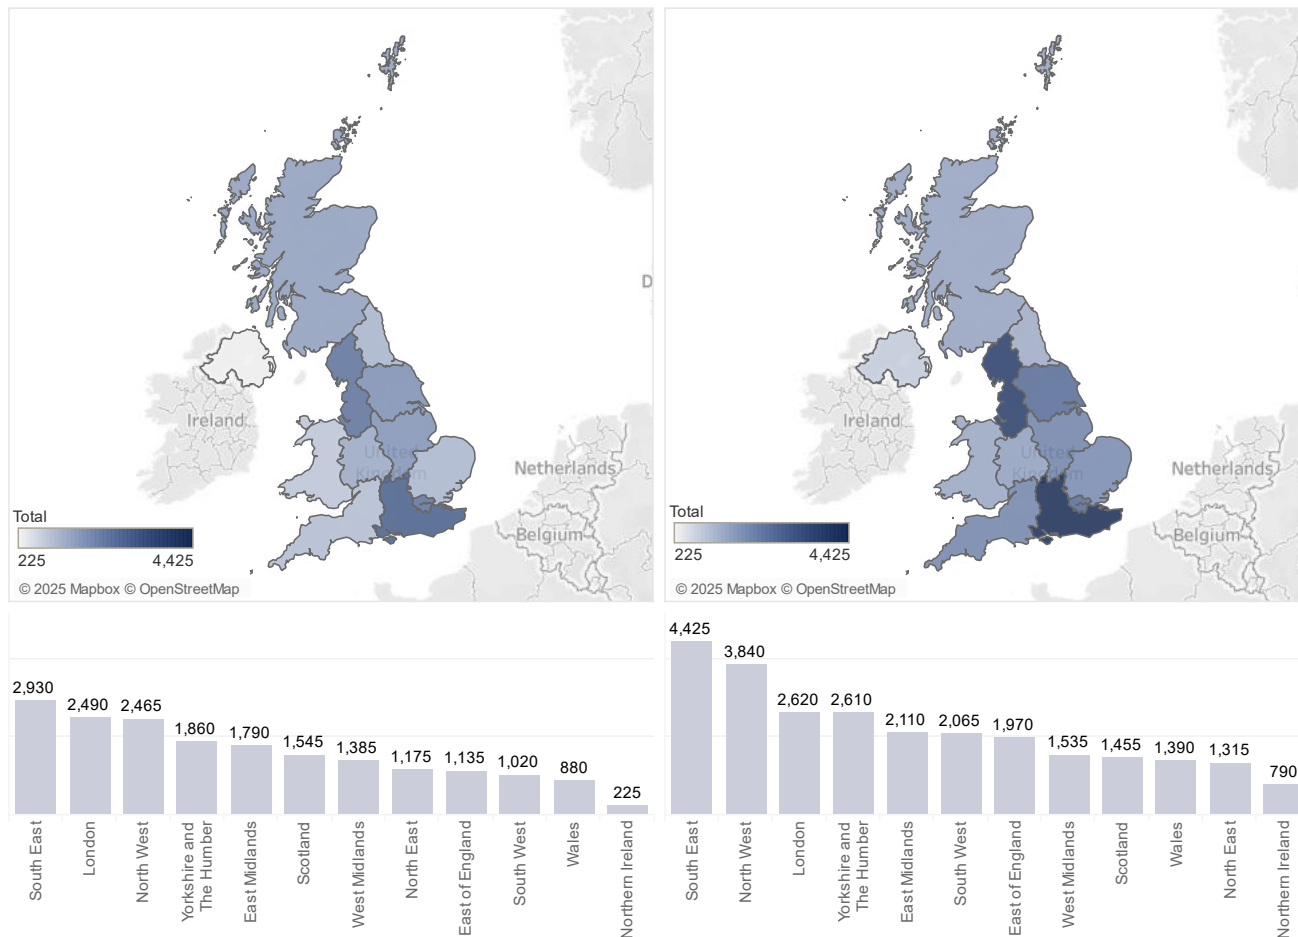 D
Ireland
United
Kingdom
Netherlands
Belgium
Total
225 4,425
© 2025 Mapbox © OpenStreetMap
Ireland
United
Kingdom
Netherlands
Belgium
Total
225 4,425
© 2025 Mapbox © OpenStreetMap
2,930
2,490
2,465
1,860
1,790
1,545
1,385
1,175
1,135
1,020
880
225
South East
London
North West
Yorkshire and
The Humber
East Midlands
Scotland
West Midlands
North East
East of England
South West
Wales
Northern Ireland
4,425
3,840
2,620
2,610
2,110
2,065
1,970
1,535
1,455
1,390
1,315
790
South East
North West
London
Yorkshire and
The Humber
East Midlands
South West
East of England
West Midlands
Scotland
Wales
North East
Northern Ireland